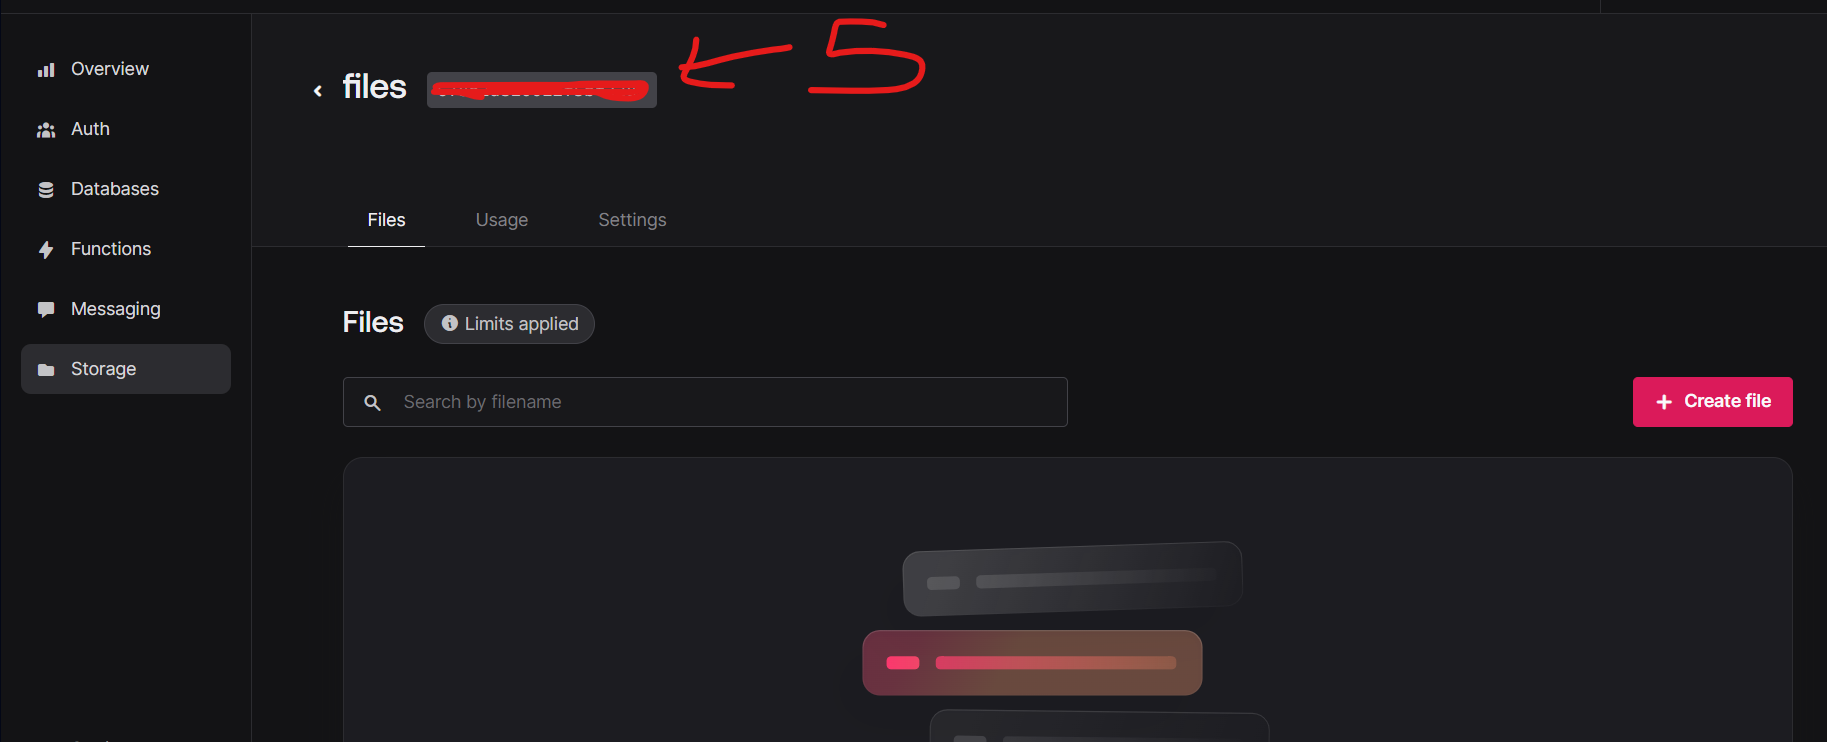 files
5
Overview
Auth
Databases
Functions
Messaging
Storage
Files Usage Settings
Files Limits applied
Search by filename
Create file